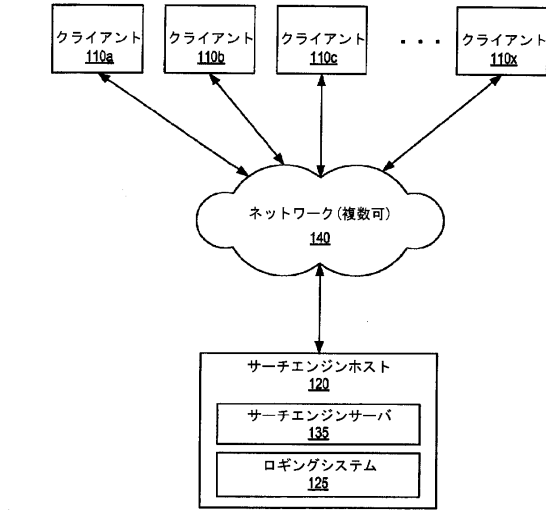 クライアント
110a
クライアント
110b
クライアント
110c
・・・
クライアント
110x
ネットワーク(複数可)
140
サーチエンジンホスト
120
サーチエンジンサーバ
135
ロギングシステム
125